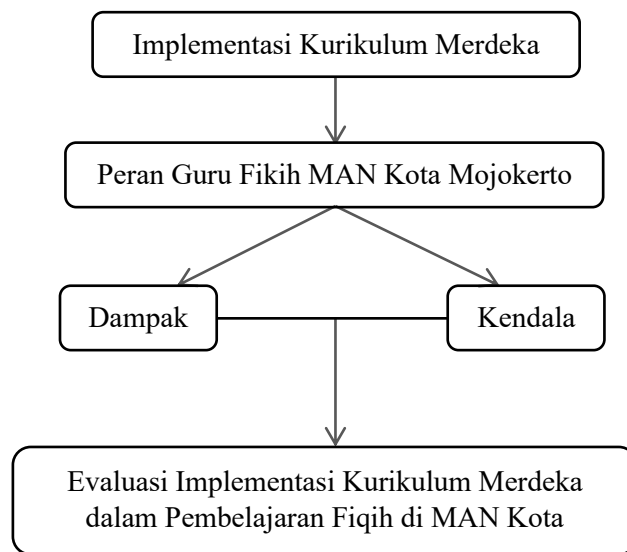 Implementasi Kurikulum Merdeka
Peran Guru Fikih MAN Kota Mojokerto
Dampak
Kendala
Evaluasi Implementasi Kurikulum Merdeka
dalam Pembelajaran Fiqih di MAN Kota